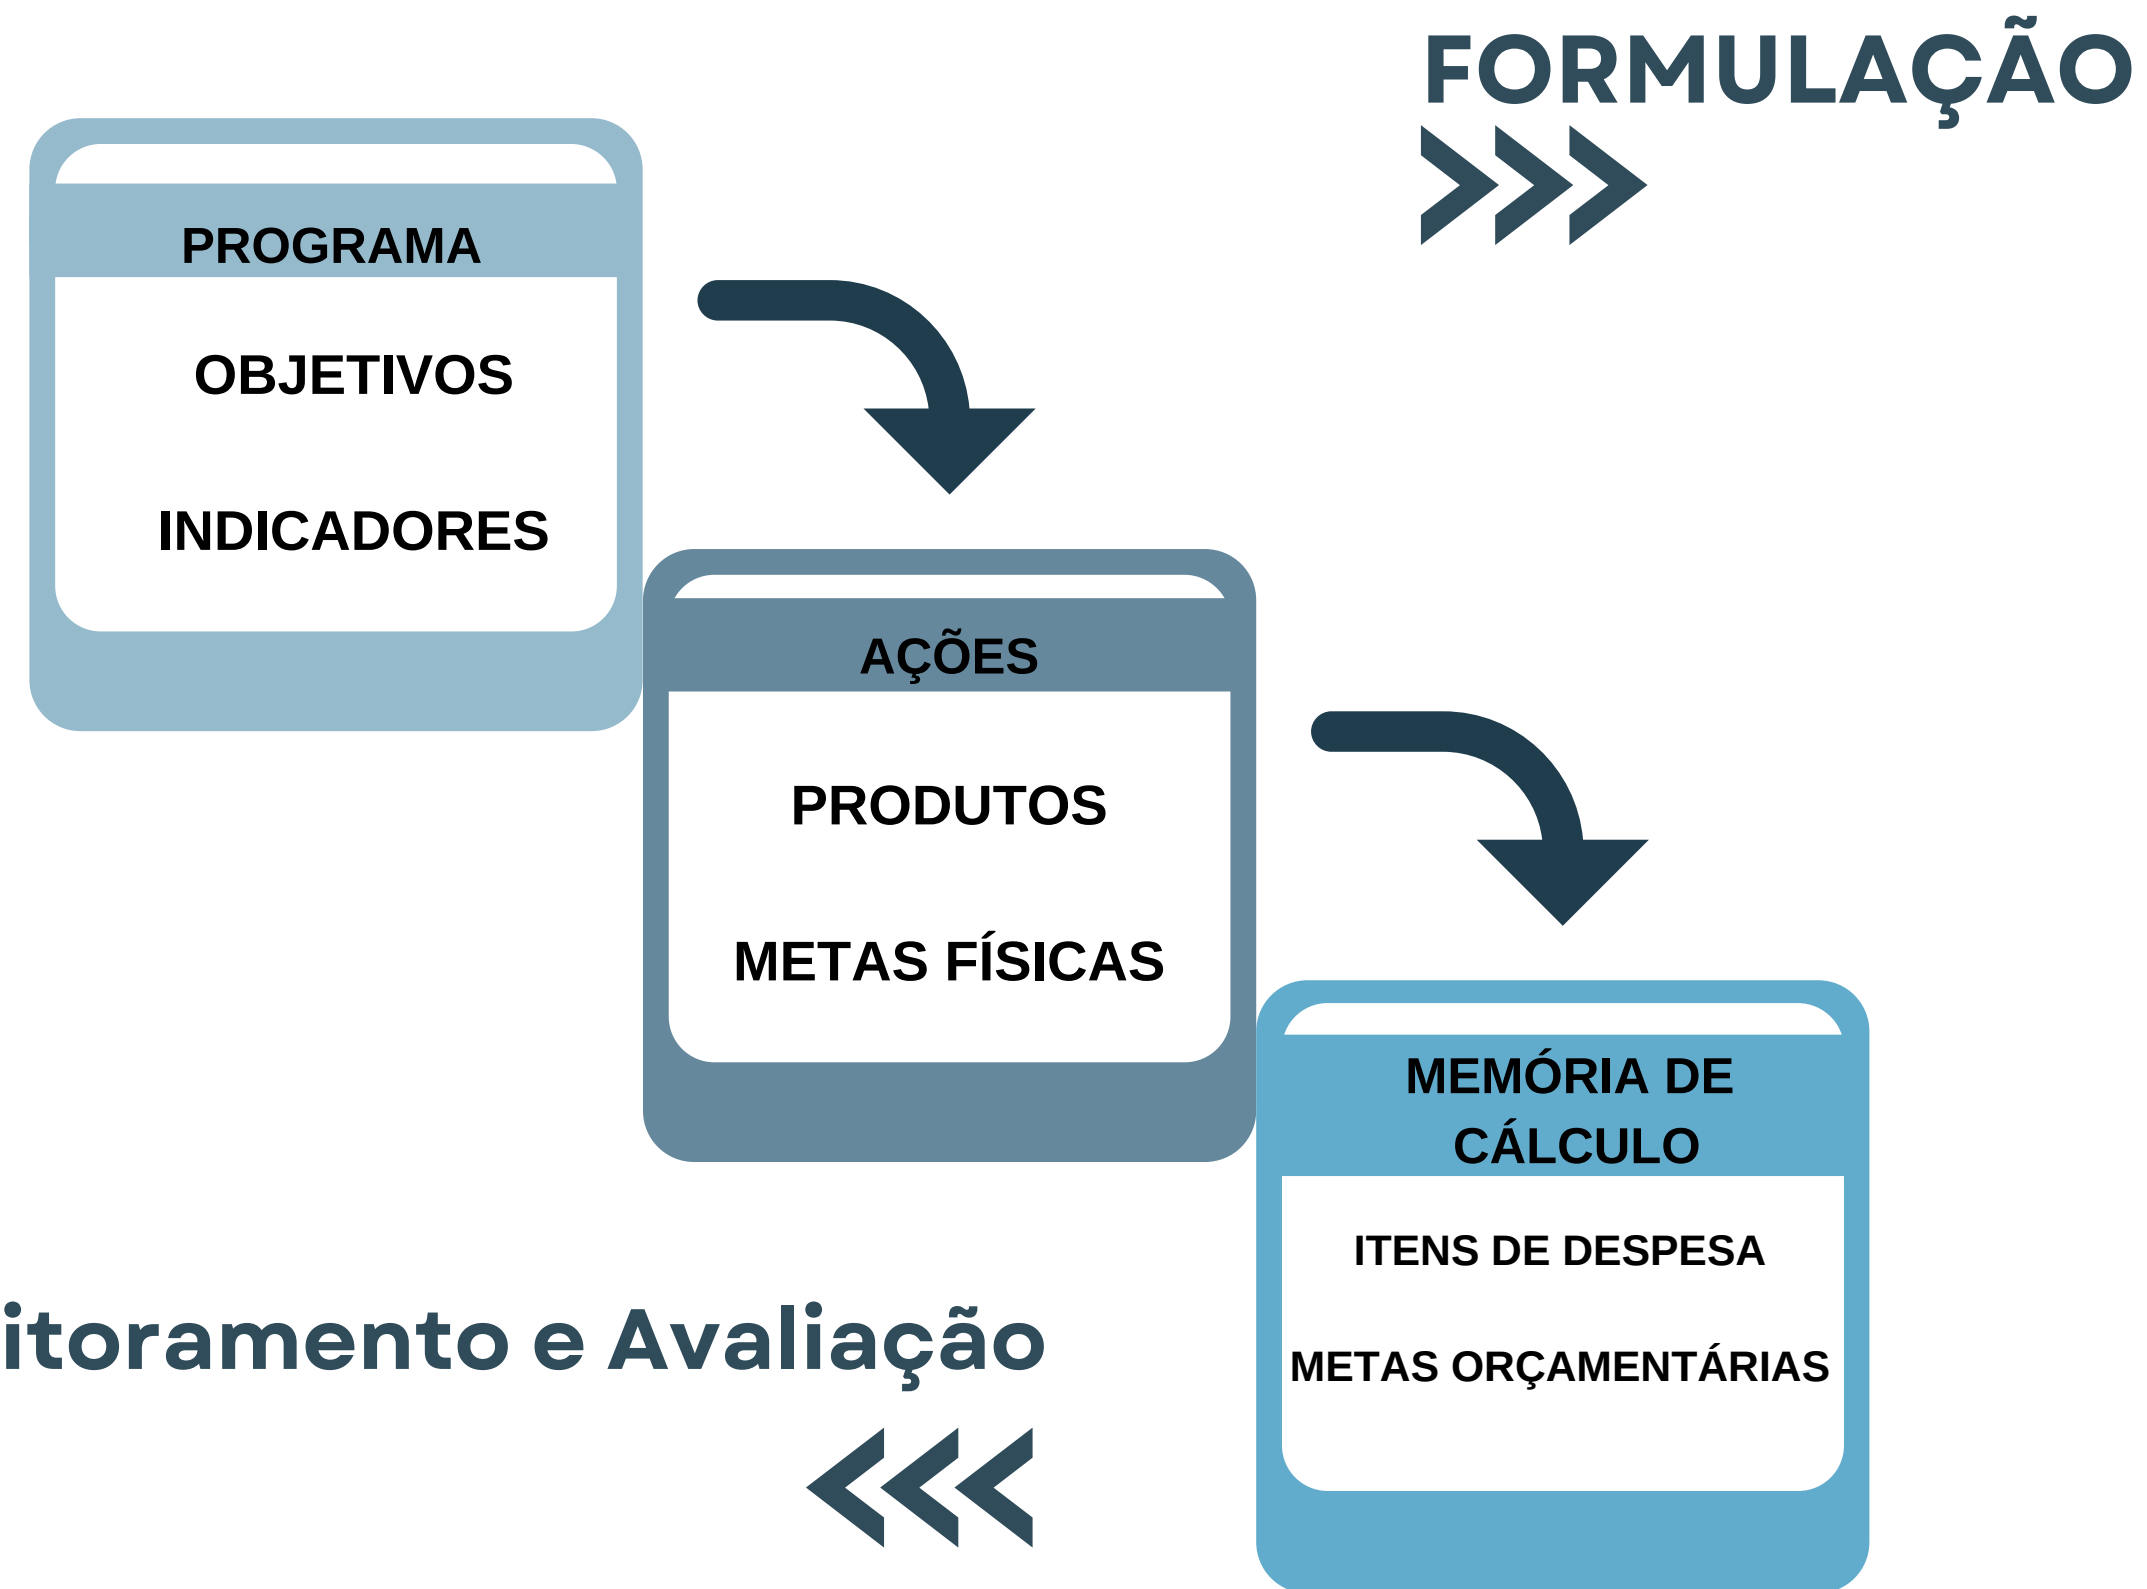 FORMULAÇÃO
PROGRAMA
OBJETIVOS
INDICADORES
AÇÕES
PRODUTOS
METAS FÍSICAS
MEMÓRIA DE
CÁLCULO
ITENS DE DESPESA
METAS ORÇAMENTÁRIAS
itoramento e Avaliação